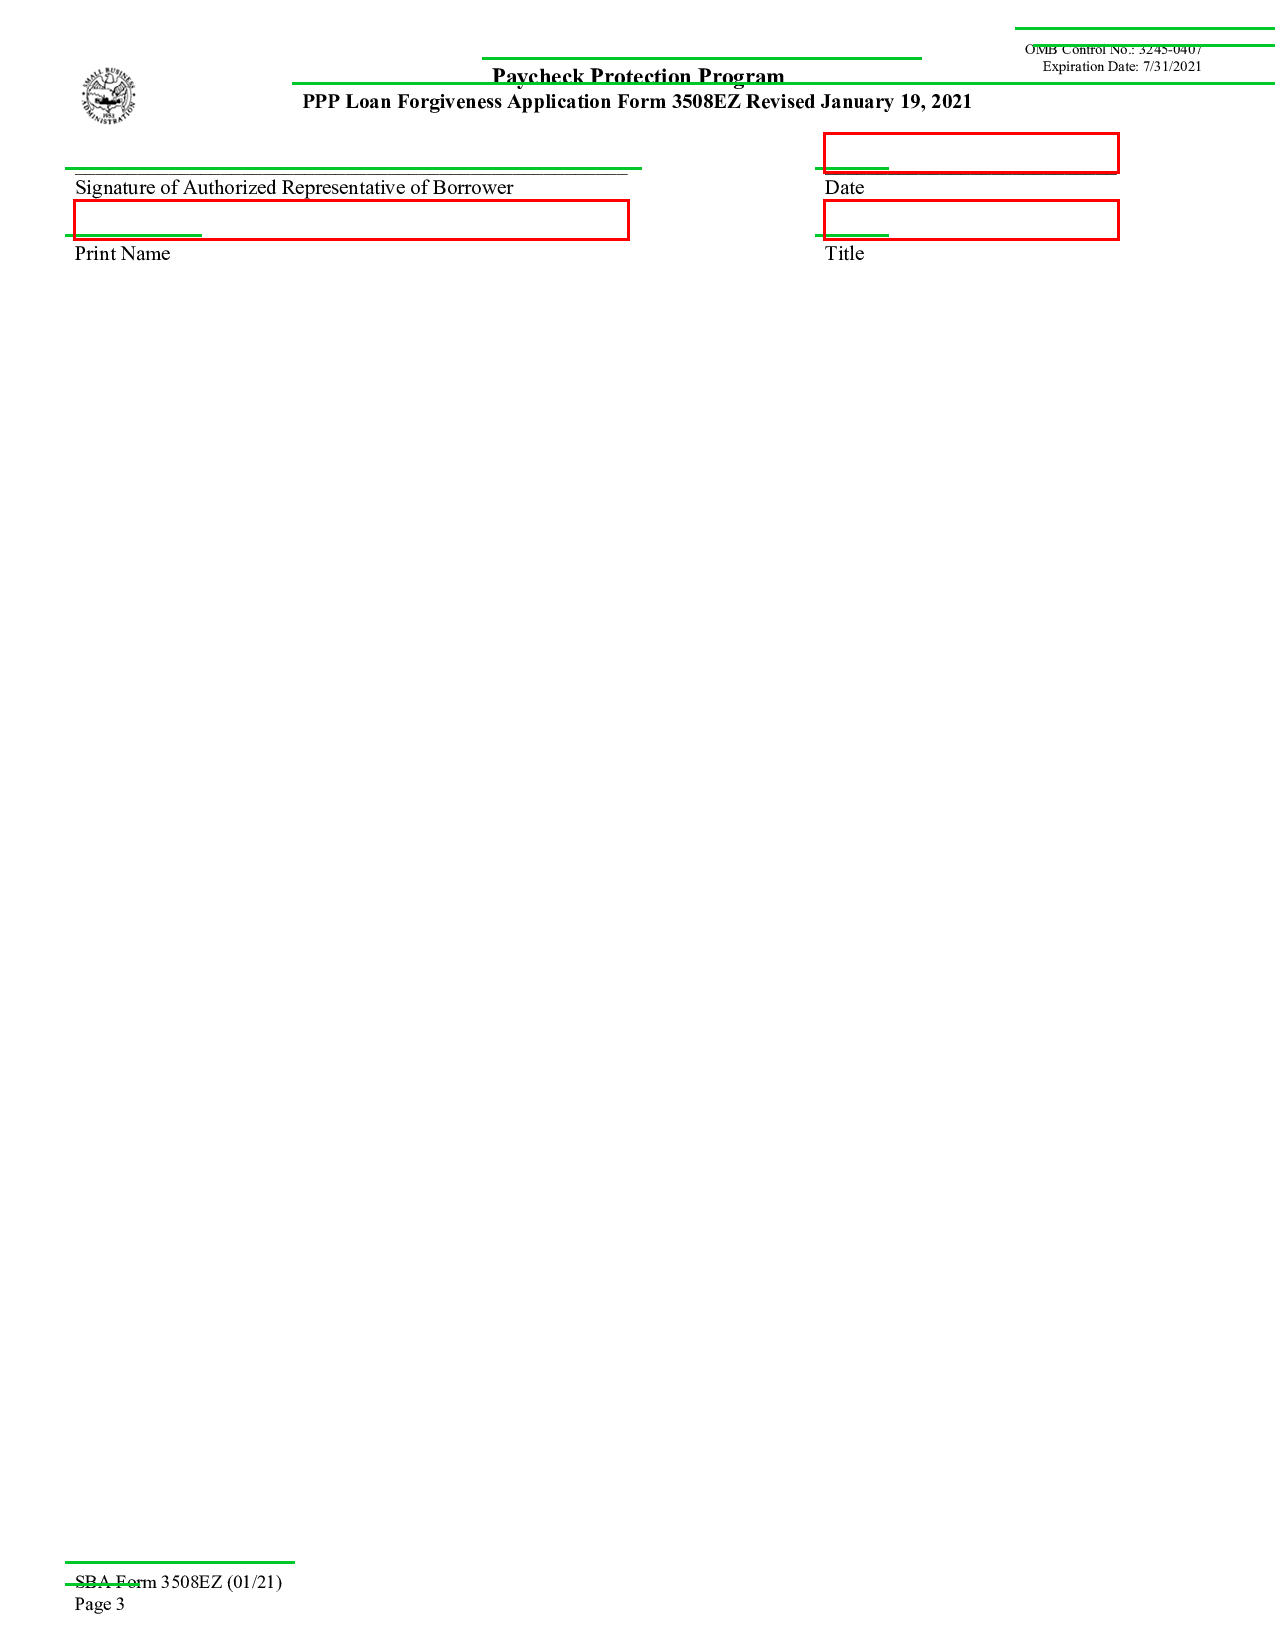 OMB Control No.: 3245-0407
Expiration Date: 7/31/2021
Paycheck Protection Program
PPP Loan Forgiveness Application Form 3508EZ Revised January 19, 2021
SMALL BUSINESS ADMINISTRATION
1953
Signature of Authorized Representative of Borrower
Date
Print Name
Title
SBA Form 3508EZ (01/21)
Page 3